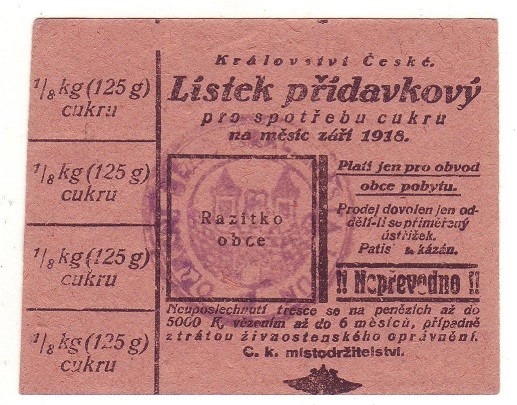 1/8 kg (125 g)
cukru
1/8 kg (125 g)
cukru
1/8 kg (125 g)
cukru
1/8 kg (125 g)
cukru
Království České.
Lístek přídavkový
pro spotřebu cukru
na měsíc září 1918.
Razítko
obce
Platí jen pro obvod
obce pobytu.
Prodej dovolen jen od-
dělí-li se přiměřený
ústřižek.
Patis k zákán.
!! Nepřevodno !!
Neuposlechnutí tresce se na penězích až do
5000 K, vězením až do 6 měsíců, případně
ztrátou živnostenského oprávnění.
C. k. místodržitelství.